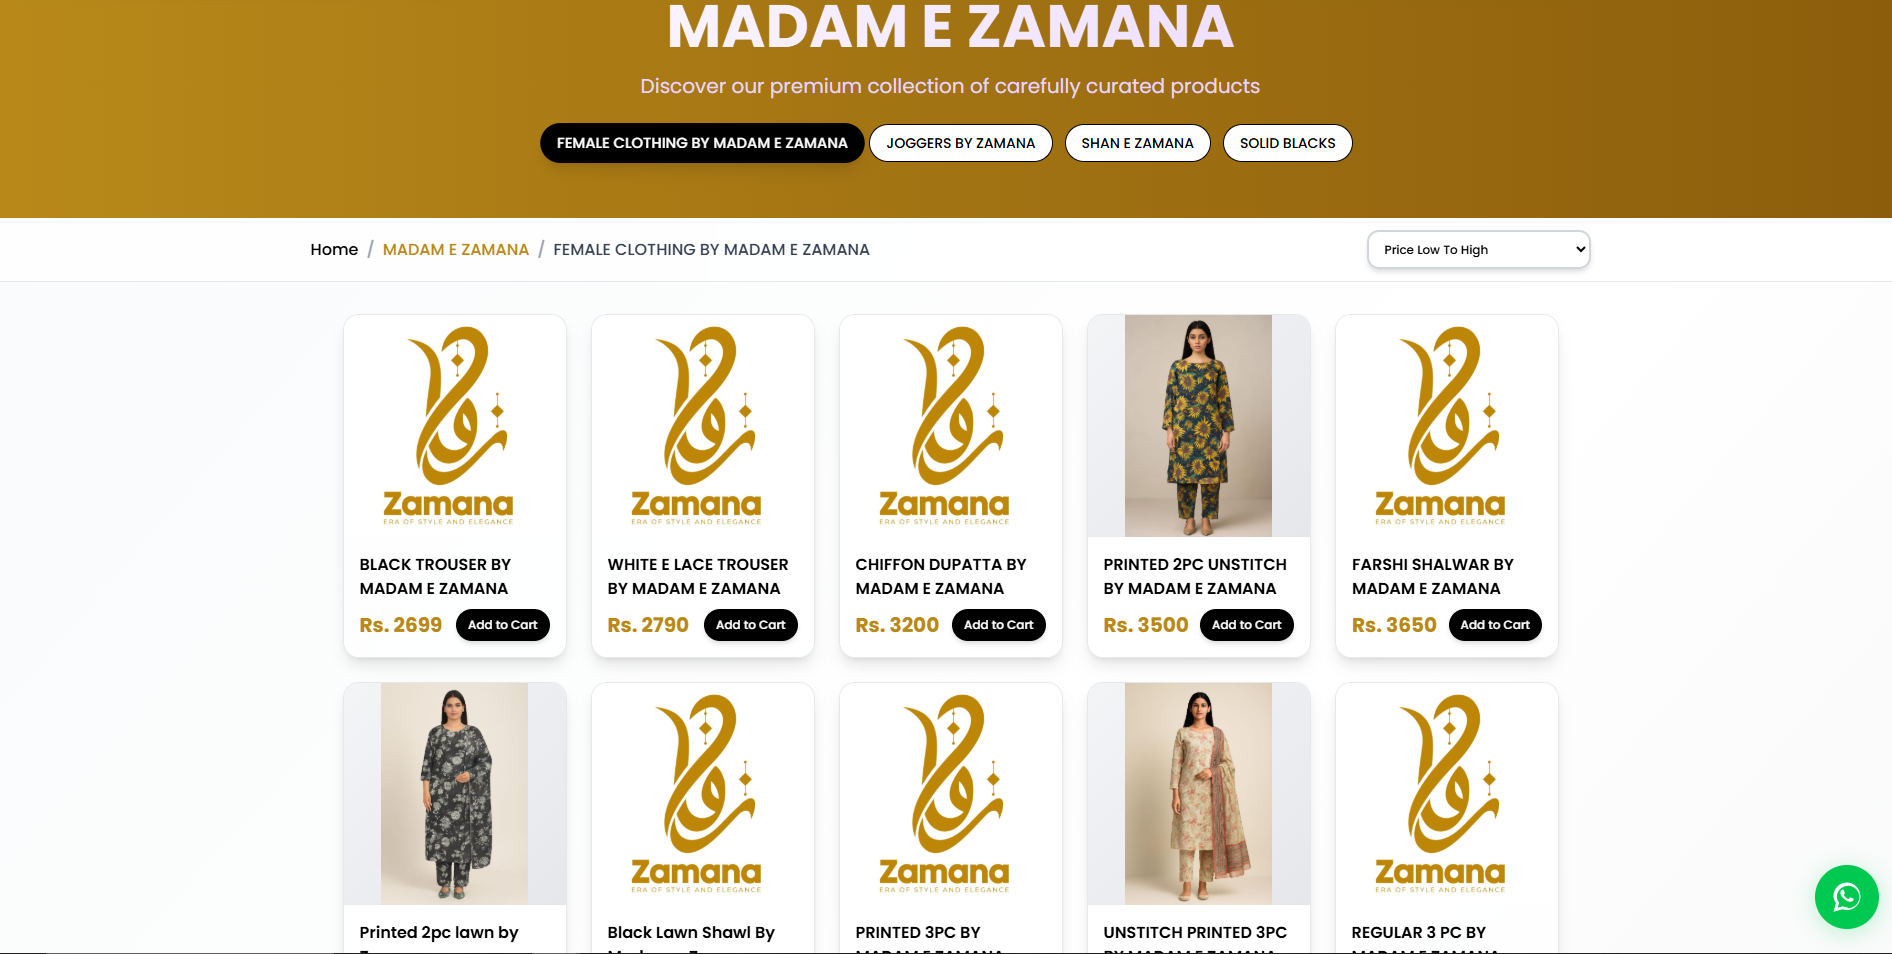 MADAM E ZAMANA
Discover our premium collection of carefully curated products
FEMALE CLOTHING BY MADAM E ZAMANA
JOGGERS BY ZAMANA
SHAN E ZAMANA
SOLID BLACKS
Home / MADAM E ZAMANA / FEMALE CLOTHING BY MADAM E ZAMANA
Price Low To High
Zamana
ERA OF STYLE AND ELEGANCE
BLACK TROUSER BY
MADAM E ZAMANA
Rs. 2699
Add to Cart
Zamana
ERA OF STYLE AND ELEGANCE
WHITE E LACE TROUSER
BY MADAM E ZAMANA
Rs. 2790
Add to Cart
Zamana
ERA OF STYLE AND ELEGANCE
CHIFFON DUPATTA BY
MADAM E ZAMANA
Rs. 3200
Add to Cart
PRINTED 2PC UNSTITCH
BY MADAM E ZAMANA
Rs. 3500
Add to Cart
Zamana
ERA OF STYLE AND ELEGANCE
FARSHI SHALWAR BY
MADAM E ZAMANA
Rs. 3650
Add to Cart
Printed 2pc lawn by
Zamana
ERA OF STYLE AND ELEGANCE
Black Lawn Shawl By
Zamana
ERA OF STYLE AND ELEGANCE
PRINTED 3PC BY
MADAM E ZAMANA
UNSTITCH PRINTED 3PC
BY MADAM E ZAMANA
Zamana
ERA OF STYLE AND ELEGANCE
REGULAR 3 PC BY
MADAM E ZAMANA